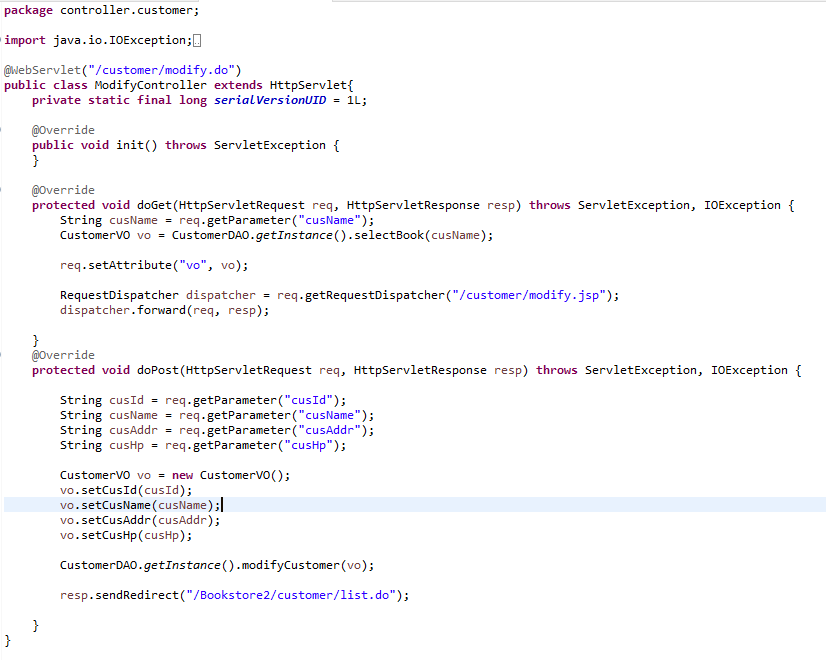 package controller.customer;
import java.io.IOException;
@WebServlet("/customer/modify.do")
public class ModifyController extends HttpServlet{
private static final long serialVersionUID = 1L;
@Override
public void init() throws ServletException {
}
@Override
protected void doGet(HttpServletRequest req, HttpServletResponse resp) throws ServletException, IOException {
String cusName = req.getParameter("cusName");
CustomerVO vo = CustomerDAO.getInstance().selectBook(cusName);
req.setAttribute("vo", vo);
RequestDispatcher dispatcher = req.getRequestDispatcher("/customer/modify.jsp");
dispatcher.forward(req, resp);
}
@Override
protected void doPost(HttpServletRequest req, HttpServletResponse resp) throws ServletException, IOException {
String cusId = req.getParameter("cusId");
String cusName = req.getParameter("cusName");
String cusAddr = req.getParameter("cusAddr");
String cusHp = req.getParameter("cusHp");
CustomerVO vo = new CustomerVO();
vo.setCusId(cusId);
vo.setCusName(cusName);
vo.setCusAddr(cusAddr);
vo.setCusHp(cusHp);
CustomerDAO.getInstance().modifyCustomer(vo);
resp.sendRedirect("/Bookstore2/customer/list.do");
}
}